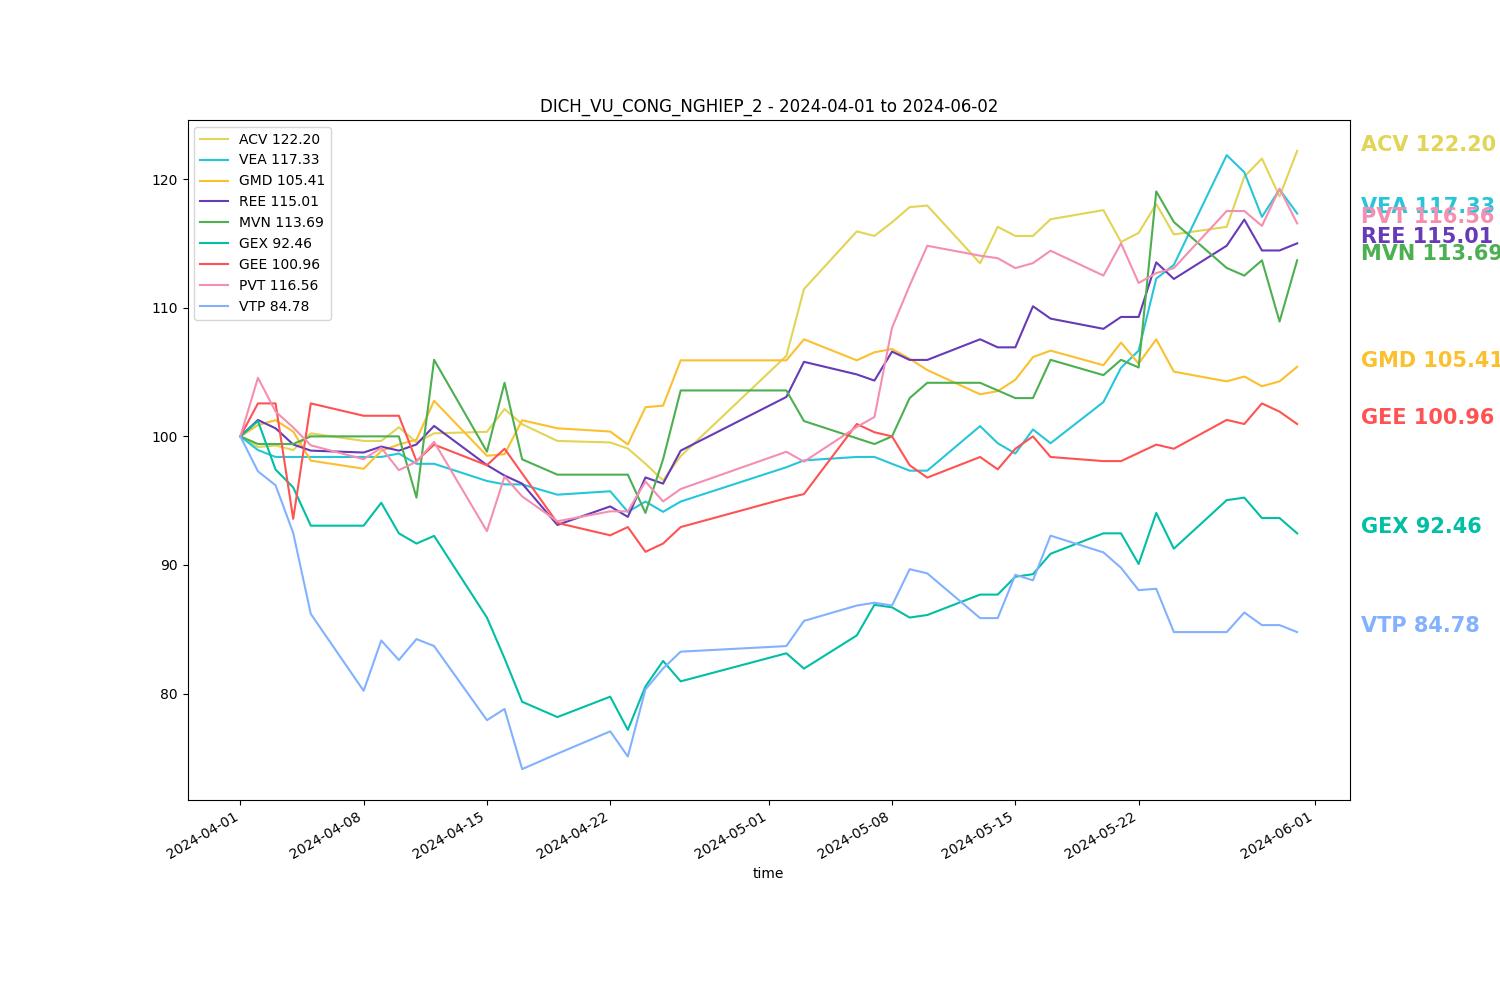 DICH_VU_CONG_NGHIEP_2 - 2024-04-01 to 2024-06-02
ACV 122.20
VEA 117.33
GMD 105.41
REE 115.01
MVN 113.69
GEX 92.46
GEE 100.96
PVT 116.56
VTP 84.78
120
110
100
90
80
2024-04-01
2024-04-08
2024-04-15
2024-04-22
2024-05-01
2024-05-08
2024-05-15
2024-05-22
2024-06-01
time
ACV 122.20
VEA 117.33
PVT 116.56
REE 115.01
MVN 113.69
GMD 105.41
GEE 100.96
GEX 92.46
VTP 84.78